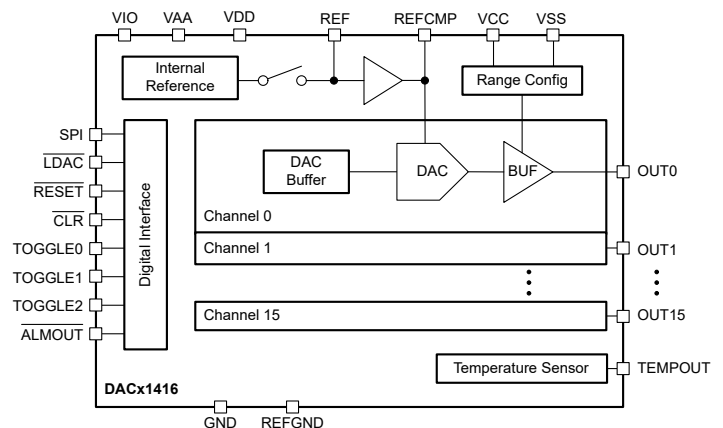 VIO VAA VDD REF REFCMP VCC VSS
Internal
Reference
Range Config
SPI
LDAC
RESET
CLR
TOGGLE0
TOGGLE1
TOGGLE2
ALMOUT
Digital Interface
DAC
Buffer
DAC
BUF
OUT0
Channel 0
Channel 1
OUT1
Channel 15
OUT15
Temperature Sensor
TEMPOUT
DACx1416
GND REFGND